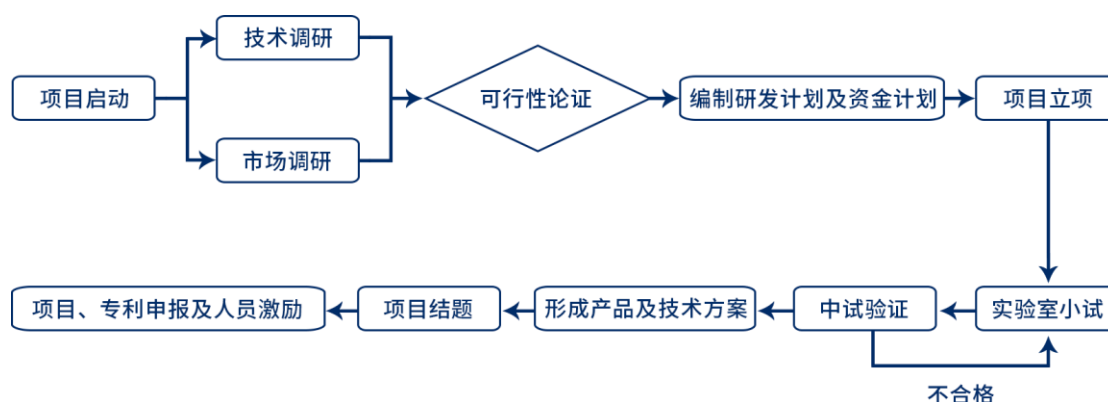 技术调研
项目启动
市场调研
可行性论证
编制研发计划及资金计划
项目立项
实验室小试
中试验证
不合格
形成产品及技术方案
项目结题
项目、专利申报及人员激励